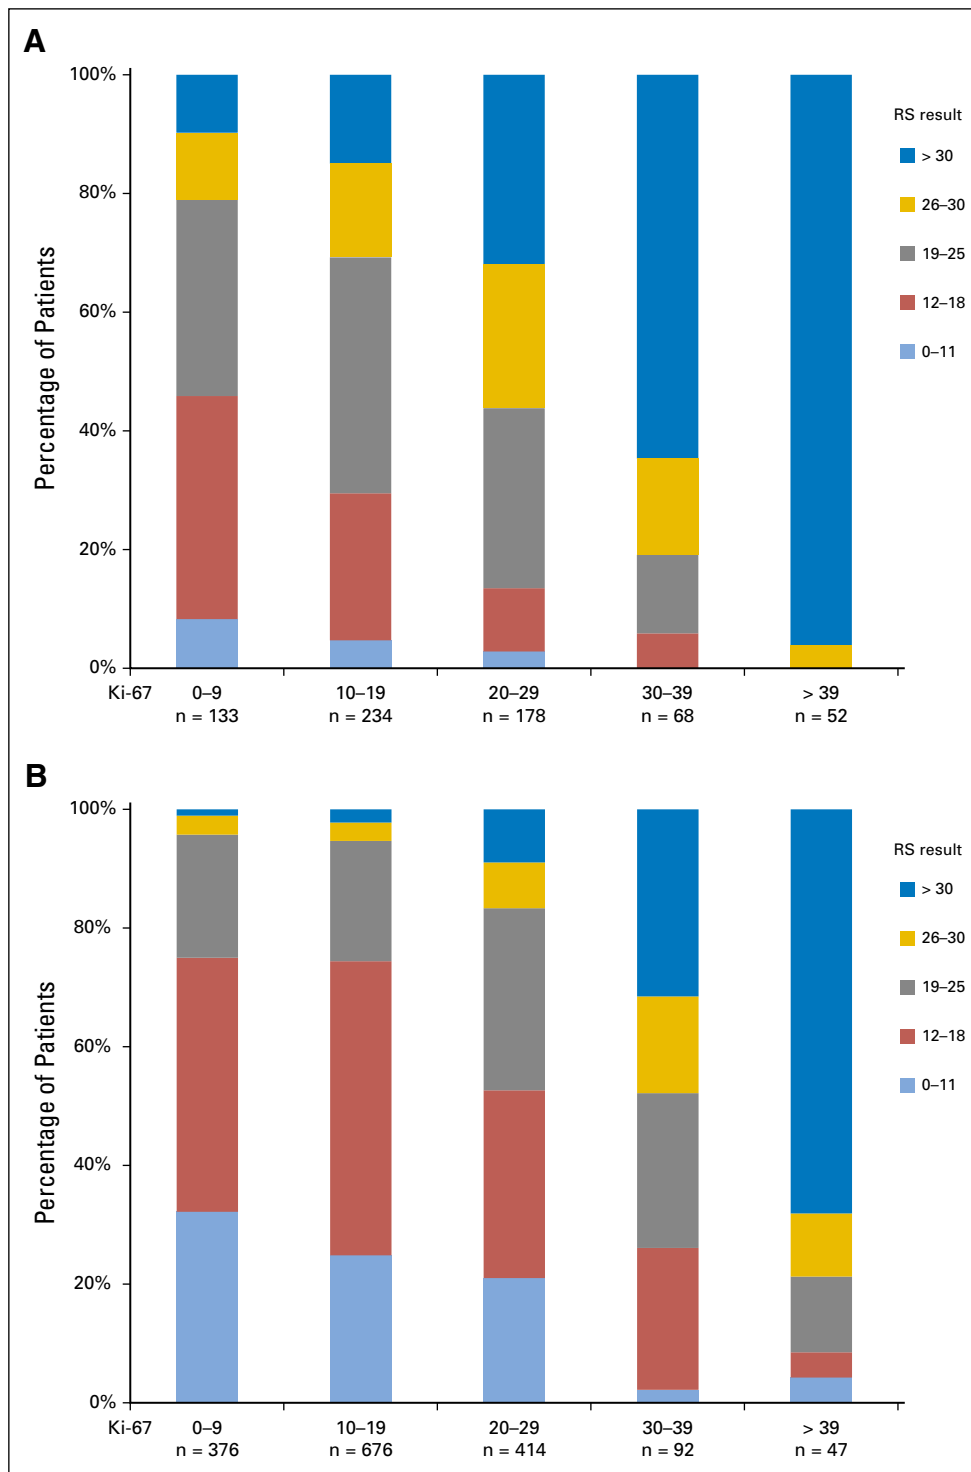 A
100%
80%
60%
40%
20%
0%
Percentage of Patients
RS result
> 30
26–30
19–25
12–18
0–11
Ki-67 0–9 10–19 20–29 30–39 > 39
n = 133 n = 234 n = 178 n = 68 n = 52
B
100%
80%
60%
40%
20%
0%
Percentage of Patients
RS result
> 30
26–30
19–25
12–18
0–11
Ki-67 0–9 10–19 20–29 30–39 > 39
n = 376 n = 676 n = 414 n = 92 n = 47